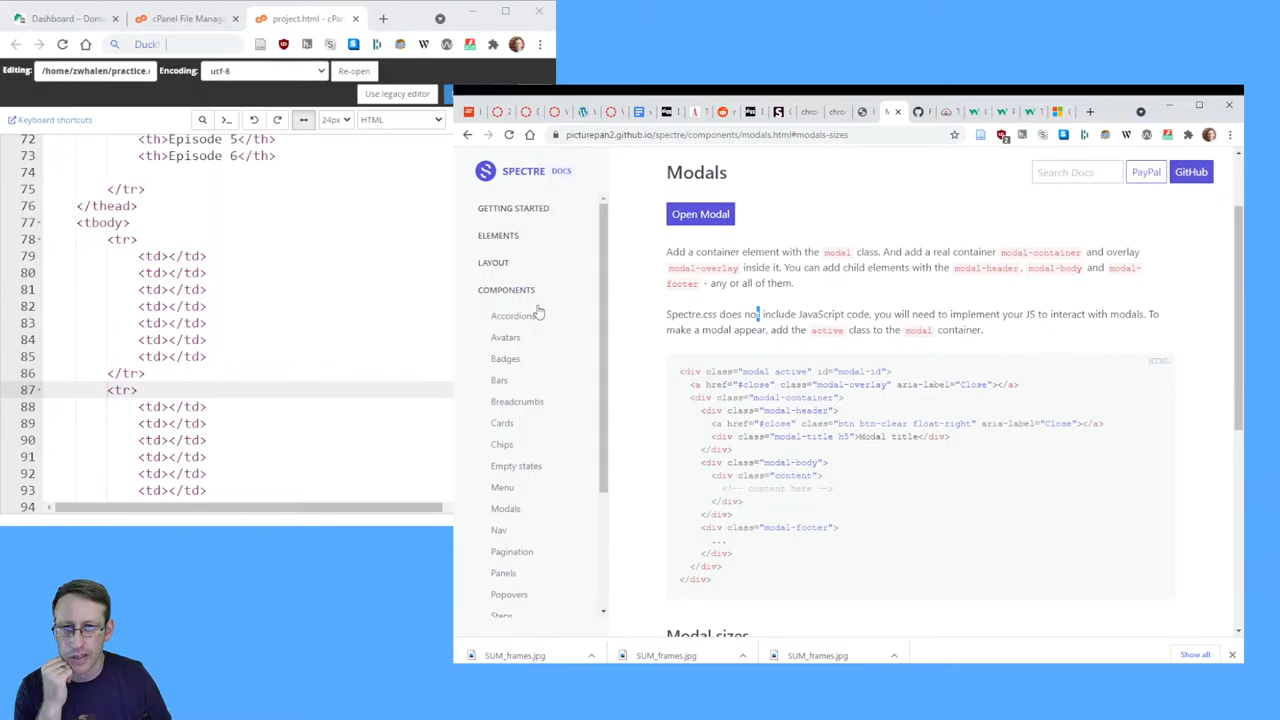 Dashboard – Doma
cPanel File Manage
project.html - cPan
Duck!
Editing:
/home/zwhalen/practice.
Encoding:
utf-8
Re-open
Use legacy editor
Keyboard shortcuts
24px
HTML
72 <th>Episode 5</th>
73 <th>Episode 6</th>
74
75 </tr>
76 </thead>
77 <tbody>
78 <tr>
79 <td></td>
80 <td></td>
81 <td></td>
82 <td></td>
83 <td></td>
84 <td></td>
85 <td></td>
86 </tr>
87 <tr>
88 <td></td>
89 <td></td>
90 <td></td>
91 <td></td>
92 <td></td>
93 <td></td>
94
picturepan2.github.io/spectre/components/modals.html#modals-sizes
SPECTRE DOCS
GETTING STARTED
ELEMENTS
LAYOUT
COMPONENTS
Accordions
Avatars
Badges
Bars
Breadcrumbs
Cards
Chips
Empty states
Menu
Modals
Nav
Pagination
Panels
Popovers
Steps
Modals
Search Docs
PayPal
GitHub
Open Modal
Add a container element with the modal class. And add a real container modal-container and overlay
modal-overlay inside it. You can add child elements with the modal-header, modal-body and modal-
footer - any or all of them.
Spectre.css does not include JavaScript code, you will need to implement your JS to interact with modals. To
make a modal appear, add the active class to the modal container.
HTML
<div class="modal active" id="modal-id">
<a href="#close" class="modal-overlay" aria-label="Close"></a>
<div class="modal-container">
<div class="modal-header">
<a href="#close" class="btn btn-clear float-right" aria-label="Close"></a>
<div class="modal-title h5">Modal title</div>
</div>
<div class="modal-body">
<div class="content">
<!-- content here -->
</div>
</div>
<div class="modal-footer">
...
</div>
</div>
</div>
Modal sizes
SUM_frames.jpg
SUM_frames.jpg
SUM_frames.jpg
Show all